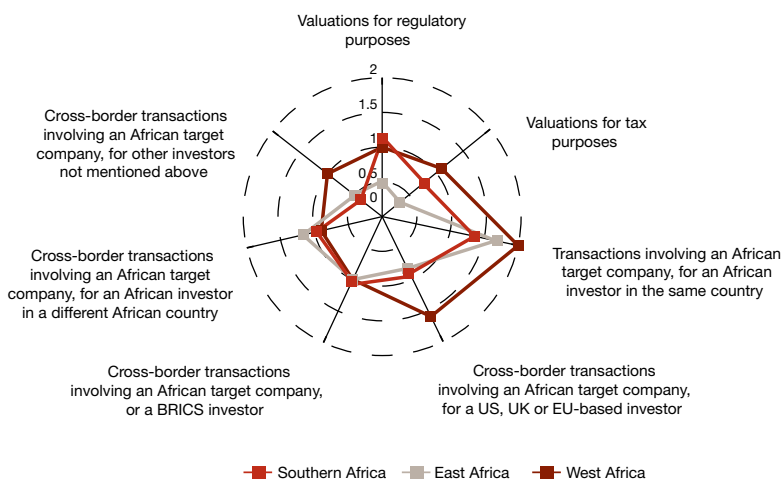 Valuations for regulatory
purposes
2
1.5
1
0.5
0
Valuations for tax
purposes
Transactions involving an African
target company, for an African
investor in the same country
Cross-border transactions
involving an African target company,
for a US, UK or EU-based investor
Cross-border transactions
involving an African target company,
or a BRICS investor
Cross-border transactions
involving an African target
company, for an African investor
in a different African country
Cross-border transactions
involving an African target
company, for other investors
not mentioned above
Southern Africa
East Africa
West Africa